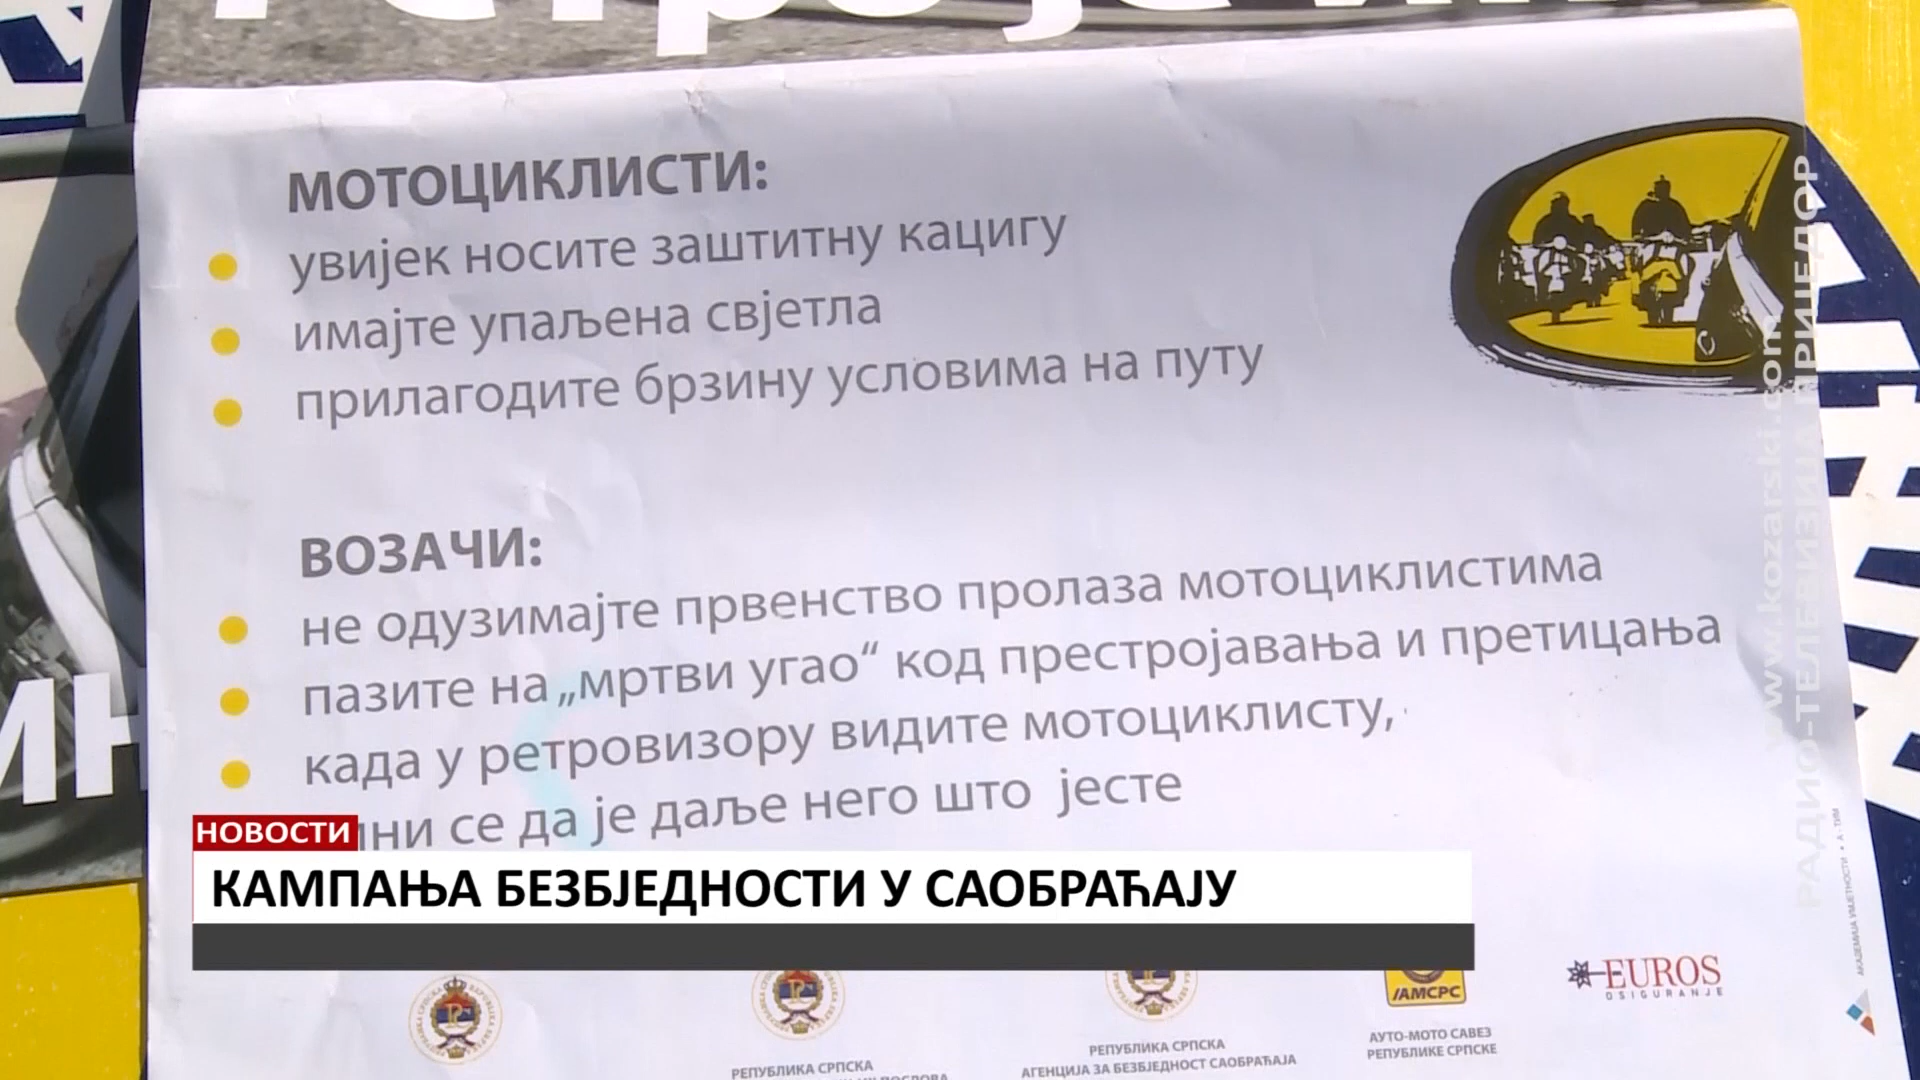 МОТОЦИКЛИСТИ:
увијек носите заштитну кацигу
имајте упаљена свјетла
прилагодите брзину условима на путу
ВОЗАЧИ:
не одузимајте првенство пролаза мотоциклистима
пазите на „мртви угао“ код престројавања и претицања
када у ретровизору видите мотоциклисту,
се да је даље него што јесте
НОВОСТИ
КАМПАЊА БЕЗБЈЕДНОСТИ У САОБРАЋАЈУ
РЕПУБЛИКА СРПСКА
РЕПУБЛИКА СРПСКА
АГЕНЦИЈА ЗА БЕЗБЈЕДНОСТ САОБРАЋАЈА
АМСРС
АУТО-МОТО САВЕЗ
РЕПУБЛИКЕ СРПСКЕ
EUROS
OSIGURANJE
АКАДЕМИЈА УМЈЕТНОСТИ • А - ТИМ
www.kozarski.com
РАДИО-ТЕЛЕВИЗИЈА ПРИЈЕДОР